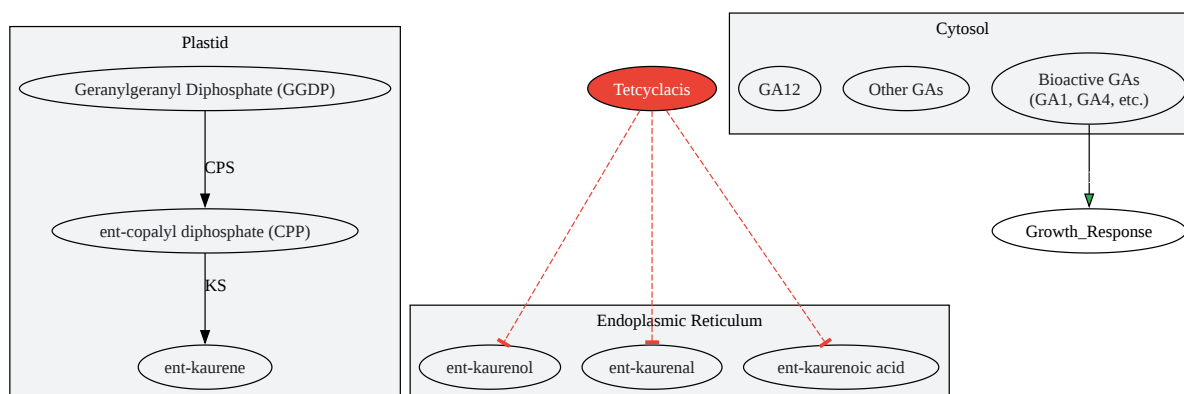 Plastid
Geranylgeranyl Diphosphate (GGDP)
CPS
ent-copalyl diphosphate (CPP)
KS
ent-kaurene
Tetcyclacis
Endoplasmic Reticulum
ent-kaurenol
ent-kaurenal
ent-kaurenoic acid
Cytosol
GA12
Other GAs
Bioactive GAs
(GA1, GA4, etc.)
Growth_Response